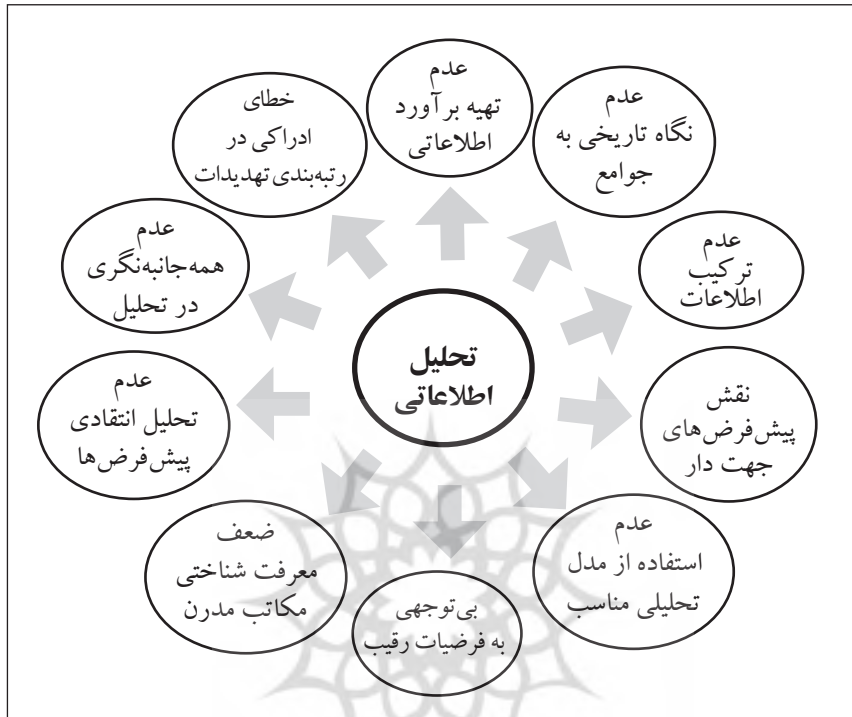 عدم
تهیه برآورد
اطلاعاتی
عدم
نگاه تاریخی به
جوامع
عدم
ترکیب
اطلاعات
نقش
پیش‌فرض‌های
جهت دار
عدم
استفاده از مدل
تحلیلی مناسب
بی‌توجهی
به فرضیات رقیب
ضعف
معرفت شناختی
مکاتب مدرن
عدم
تحلیل انتقادی
پیش‌فرض‌ها
عدم
همه‌جانبه‌نگری
در تحلیل
خطای
ادراکی در
رتبه‌بندی تهدیدات
تحلیل
اطلاعاتی